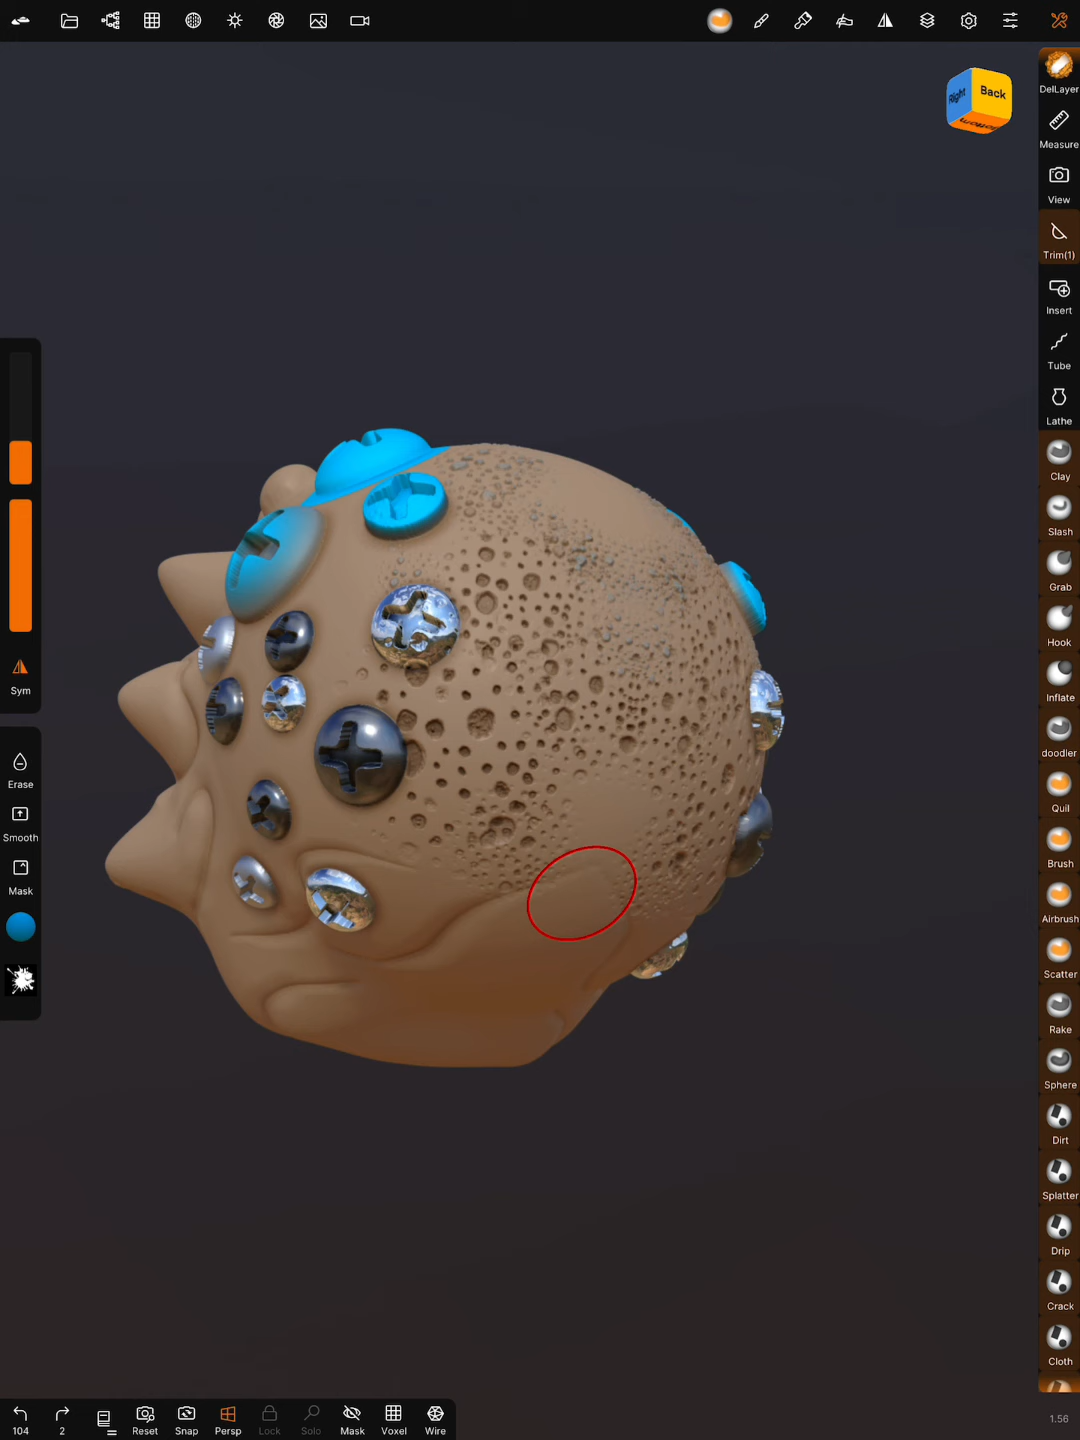 Right
Back
Bottom
DelLayer
Measure
View
Trim(1)
Insert
Tube
Lathe
Clay
Slash
Grab
Hook
Inflate
doodler
Quil
Brush
Airbrush
Scatter
Rake
Sphere
Dirt
Splatter
Drip
Crack
Cloth
1.56
Sym
Erase
Smooth
Mask
104
2
Reset
Snap
Persp
Lock
Solo
Mask
Voxel
Wire